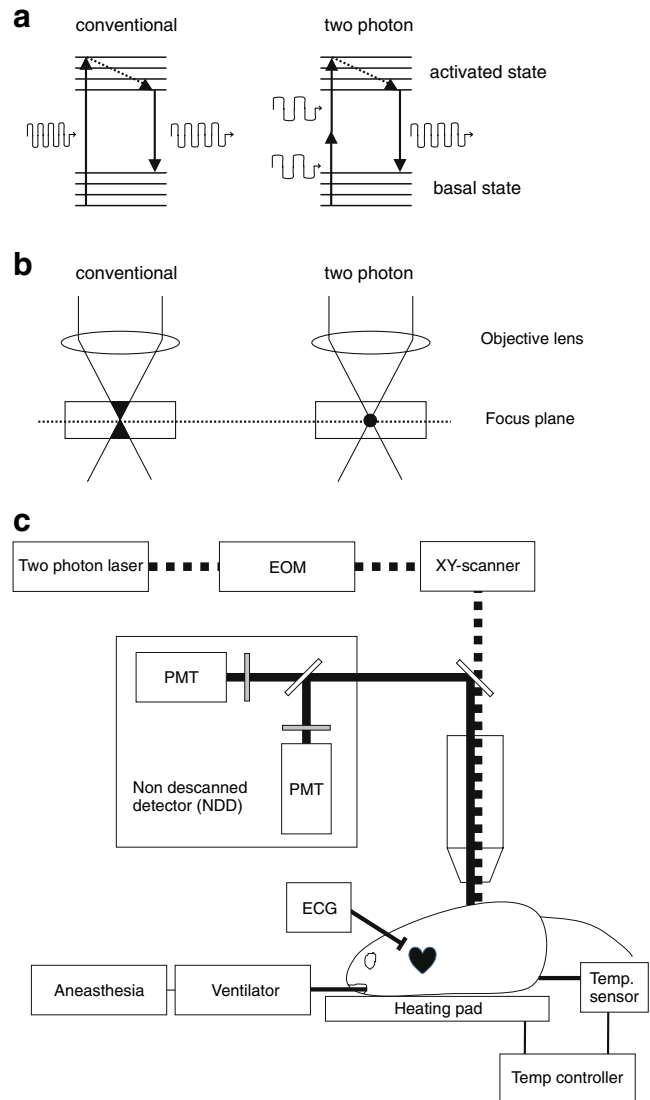 a
conventional
two photon
activated state
basal state
b
conventional
two photon
Objective lens
Focus plane
c
Two photon laser
EOM
XY-scanner
PMT
PMT
Non descanned
detector (NDD)
ECG
Aneasthesia
Ventilator
Heating pad
Temp.
sensor
Temp controller